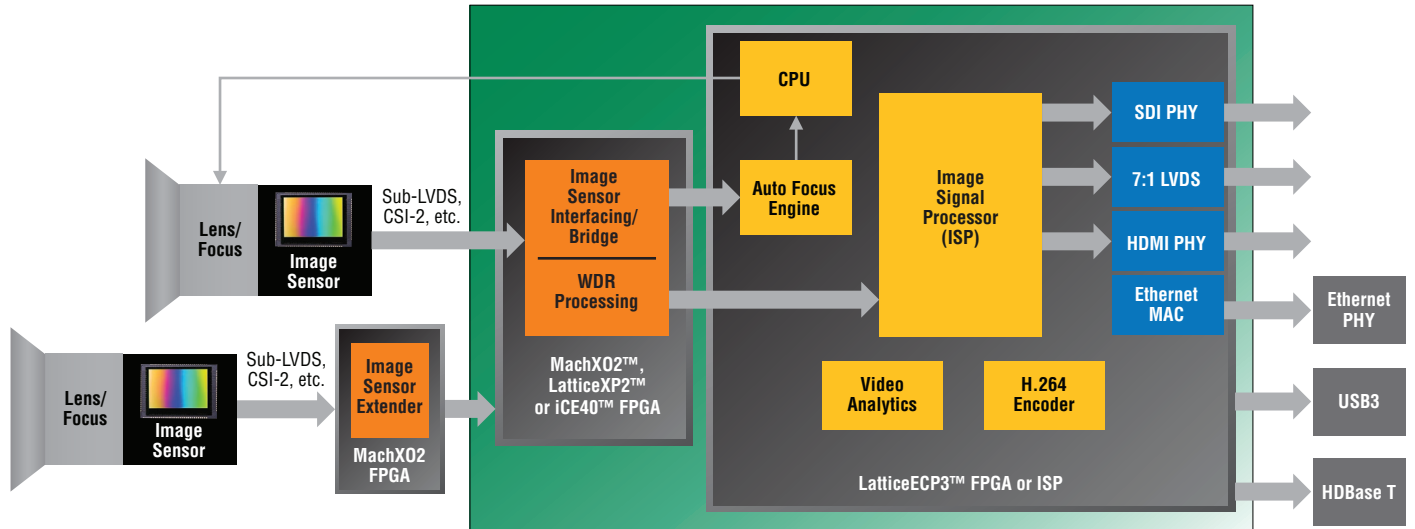 CPU
SDI PHY
Image
Sensor
Interfacing/
Bridge
WDR
Processing
Auto Focus
Engine
Image
Signal
Processor
(ISP)
7:1 LVDS
HDMI PHY
Ethernet
MAC
Ethernet
PHY
Sub-LVDS,
CSI-2, etc.
Lens/
Focus
Image
Sensor
MachXO2™,
LatticeXP2™
or iCE40™ FPGA
Sub-LVDS,
CSI-2, etc.
Lens/
Focus
Image
Sensor
Image
Sensor
Extender
MachXO2
FPGA
Video
Analytics
H.264
Encoder
USB3
LatticeECP3™ FPGA or ISP
HDBase T